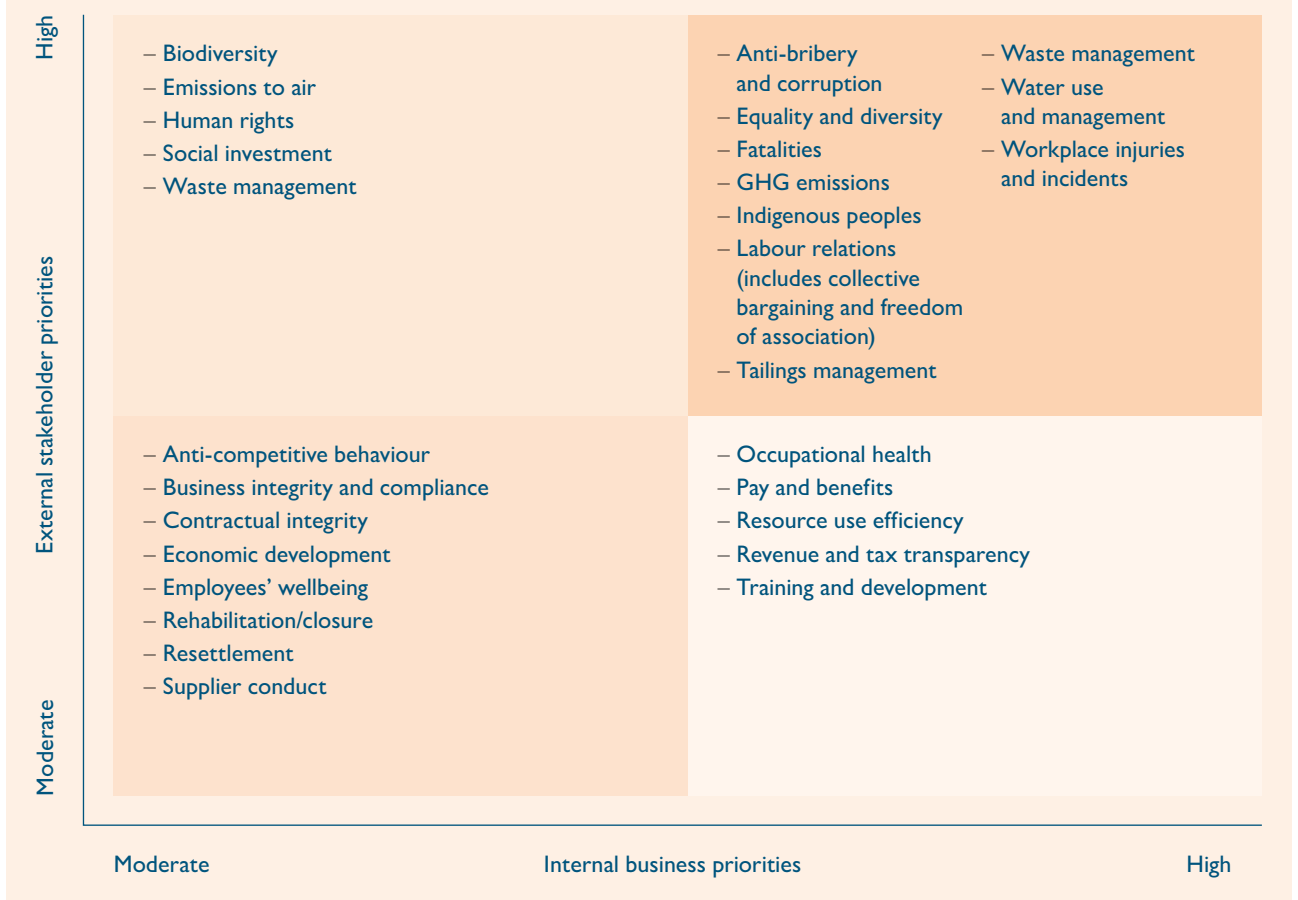 High
External stakeholder priorities
Moderate
– Biodiversity
– Emissions to air
– Human rights
– Social investment
– Waste management
– Anti-bribery
and corruption
– Equality and diversity
– Fatalities
– GHG emissions
– Indigenous peoples
– Labour relations
(includes collective
bargaining and freedom
of association)
– Tailings management
– Waste management
– Water use
and management
– Workplace injuries
and incidents
– Anti-competitive behaviour
– Business integrity and compliance
– Contractual integrity
– Economic development
– Employees’ wellbeing
– Rehabilitation/closure
– Resettlement
– Supplier conduct
– Occupational health
– Pay and benefits
– Resource use efficiency
– Revenue and tax transparency
– Training and development
Moderate
Internal business priorities
High